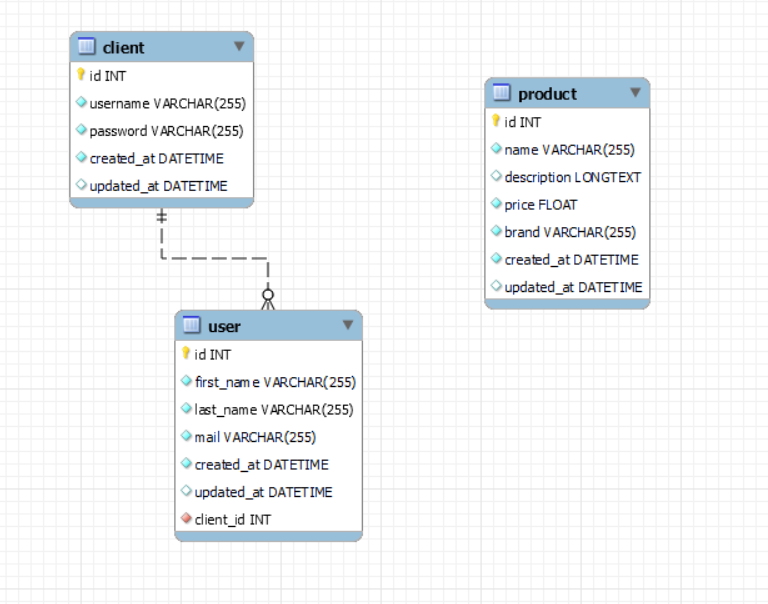 client
id INT
username VARCHAR(255)
password VARCHAR(255)
created_at DATETIME
updated_at DATETIME
product
id INT
name VARCHAR(255)
description LONGTEXT
price FLOAT
brand VARCHAR(255)
created_at DATETIME
updated_at DATETIME
user
id INT
first_name VARCHAR(255)
last_name VARCHAR(255)
mail VARCHAR(255)
created_at DATETIME
updated_at DATETIME
client_id INT